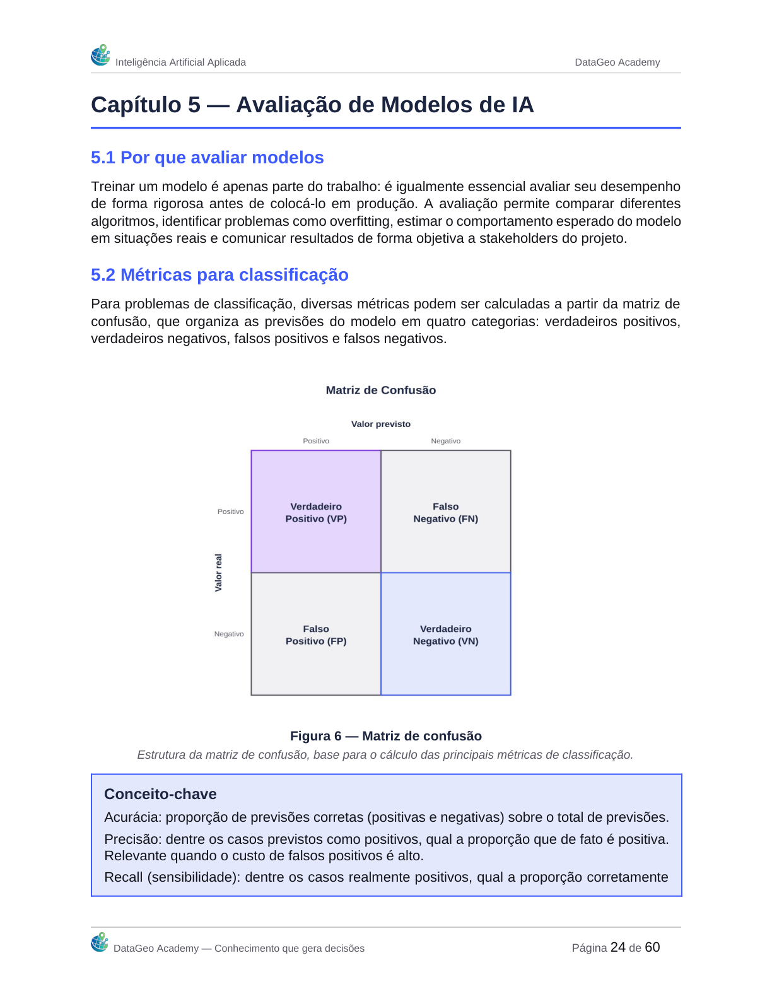 Inteligência Artificial Aplicada DataGeo Academy
Capítulo 5 — Avaliação de Modelos de IA
5.1 Por que avaliar modelos
Treinar um modelo é apenas parte do trabalho: é igualmente essencial avaliar seu desempenho
de forma rigorosa antes de colocá-lo em produção. A avaliação permite comparar diferentes
algoritmos, identificar problemas como overfitting, estimar o comportamento esperado do modelo
em situações reais e comunicar resultados de forma objetiva a stakeholders do projeto.
5.2 Métricas para classificação
Para problemas de classificação, diversas métricas podem ser calculadas a partir da matriz de
confusão, que organiza as previsões do modelo em quatro categorias: verdadeiros positivos,
verdadeiros negativos, falsos positivos e falsos negativos.
Matriz de Confusão
Valor previsto
Positivo Negativo
Positivo
Verdadeiro
Positivo (VP)
Falso
Negativo (FN)
Valor real
Negativo
Falso
Positivo (FP)
Verdadeiro
Negativo (VN)
Figura 6 — Matriz de confusão
Estrutura da matriz de confusão, base para o cálculo das principais métricas de classificação.
Conceito-chave
Acurácia: proporção de previsões corretas (positivas e negativas) sobre o total de previsões.
Precisão: dentre os casos previstos como positivos, qual a proporção que de fato é positiva.
Relevante quando o custo de falsos positivos é alto.
Recall (sensibilidade): dentre os casos realmente positivos, qual a proporção corretamente
DataGeo Academy — Conhecimento que gera decisões Página 24 de 60